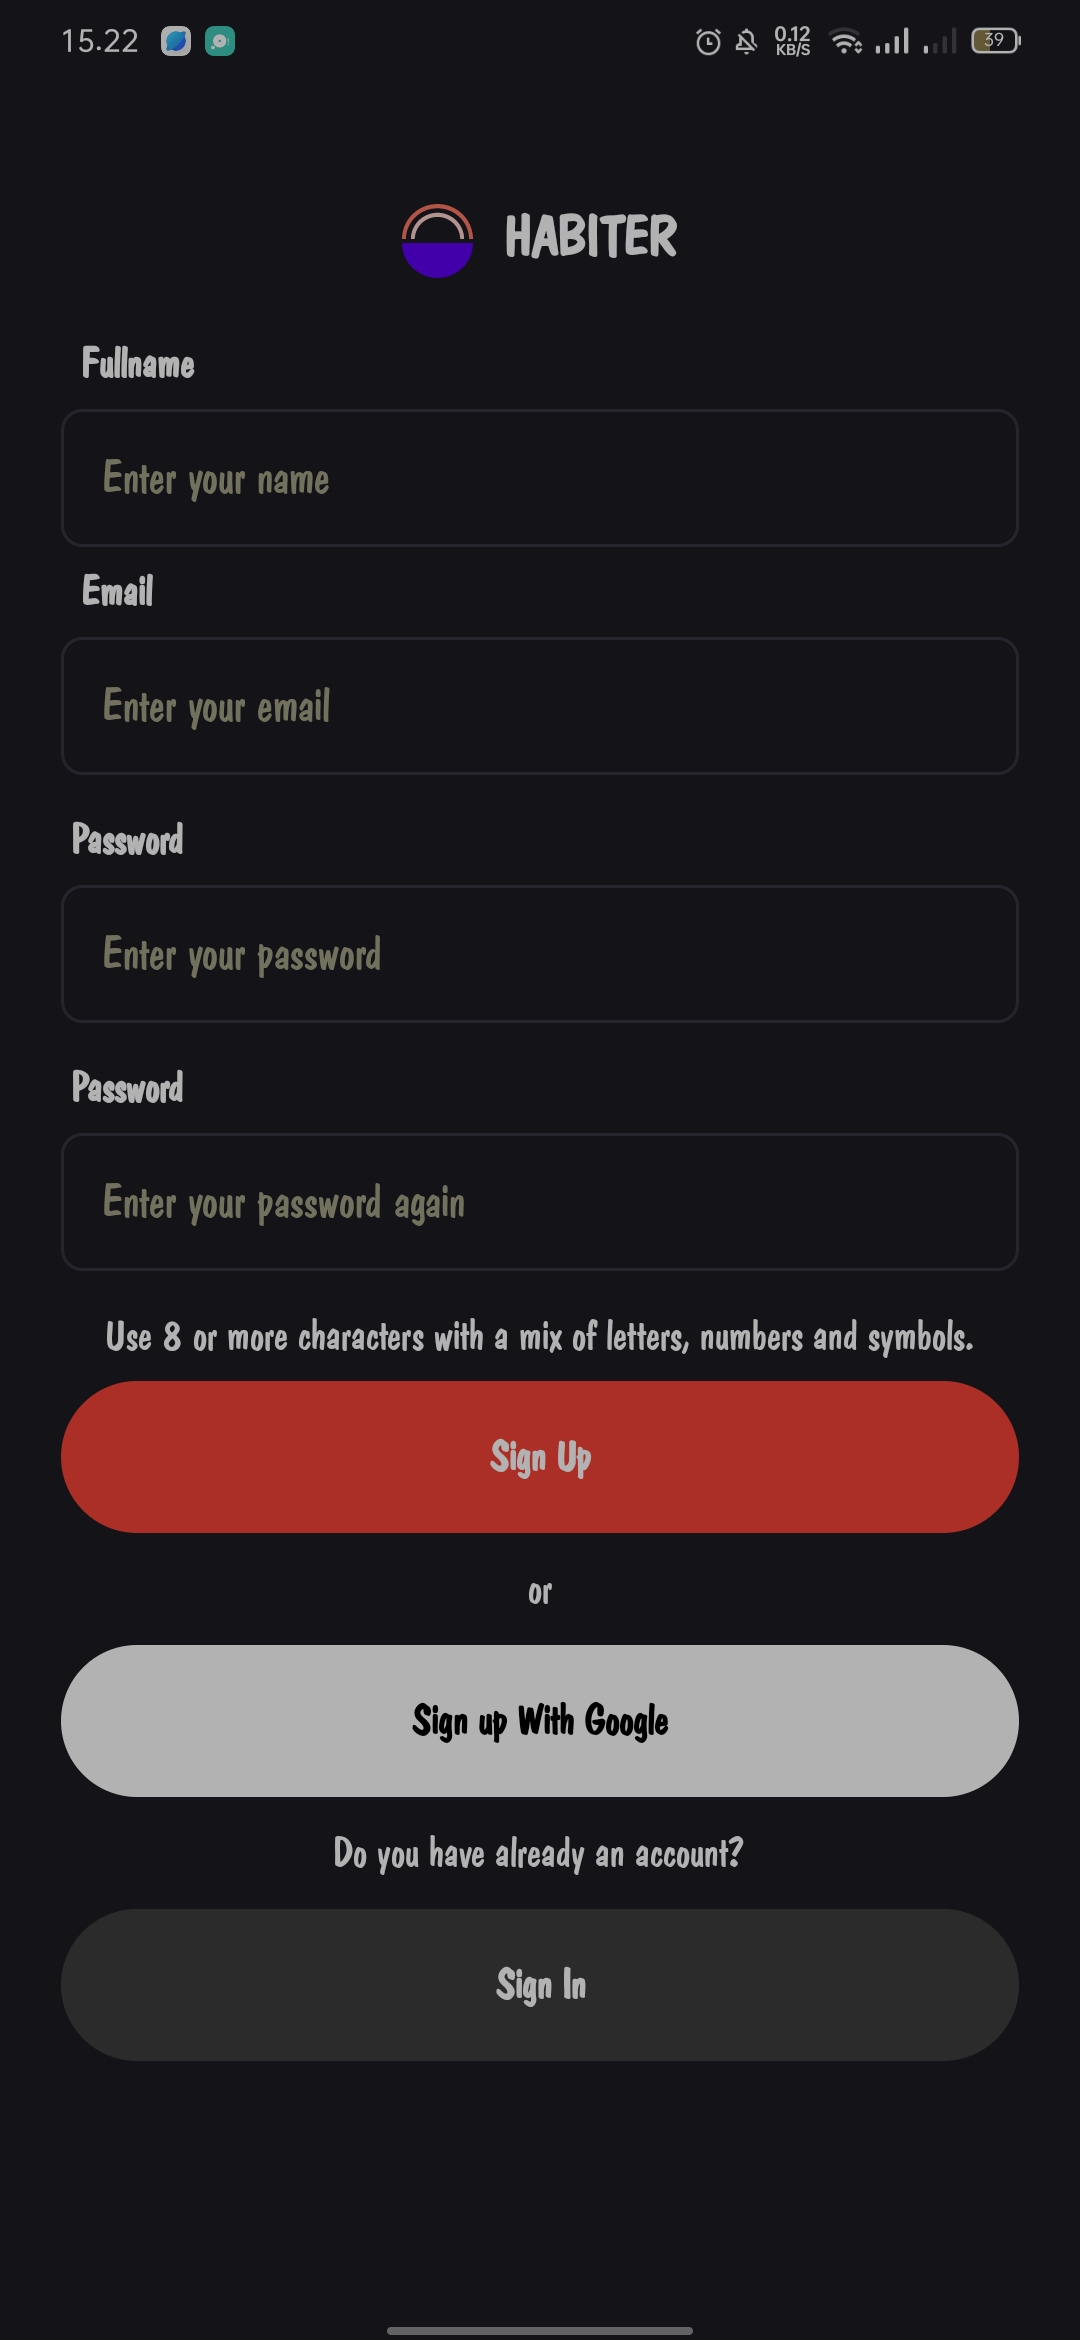 15.22
0.12
KB/S
39
HABITER
Fullname
Enter your name
Email
Enter your email
Password
Enter your password
Password
Enter your password again
Use 8 or more characters with a mix of letters, numbers and symbols.
Sign Up
or
Sign up With Google
Do you have already an account?
Sign In